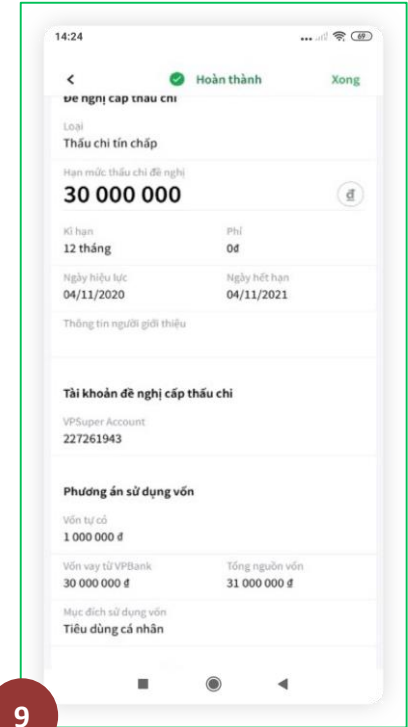 14:24
69
Hoàn thành
Xong
Đề nghị cấp thấu chi
Loại
Thấu chi tín chấp
Hạn mức thấu chi đề nghị
30 000 000
đ
Kì hạn
Phí
12 tháng
0đ
Ngày hiệu lực
Ngày hết hạn
04/11/2020
04/11/2021
Thông tin người giới thiệu
Tài khoản đề nghị cấp thấu chi
VPSuper Account
227261943
Phương án sử dụng vốn
Vốn tự có
1 000 000 đ
Vốn vay từ VPBank
Tổng nguồn vốn
30 000 000 đ
31 000 000 đ
Mục đích sử dụng vốn
Tiêu dùng cá nhân
9